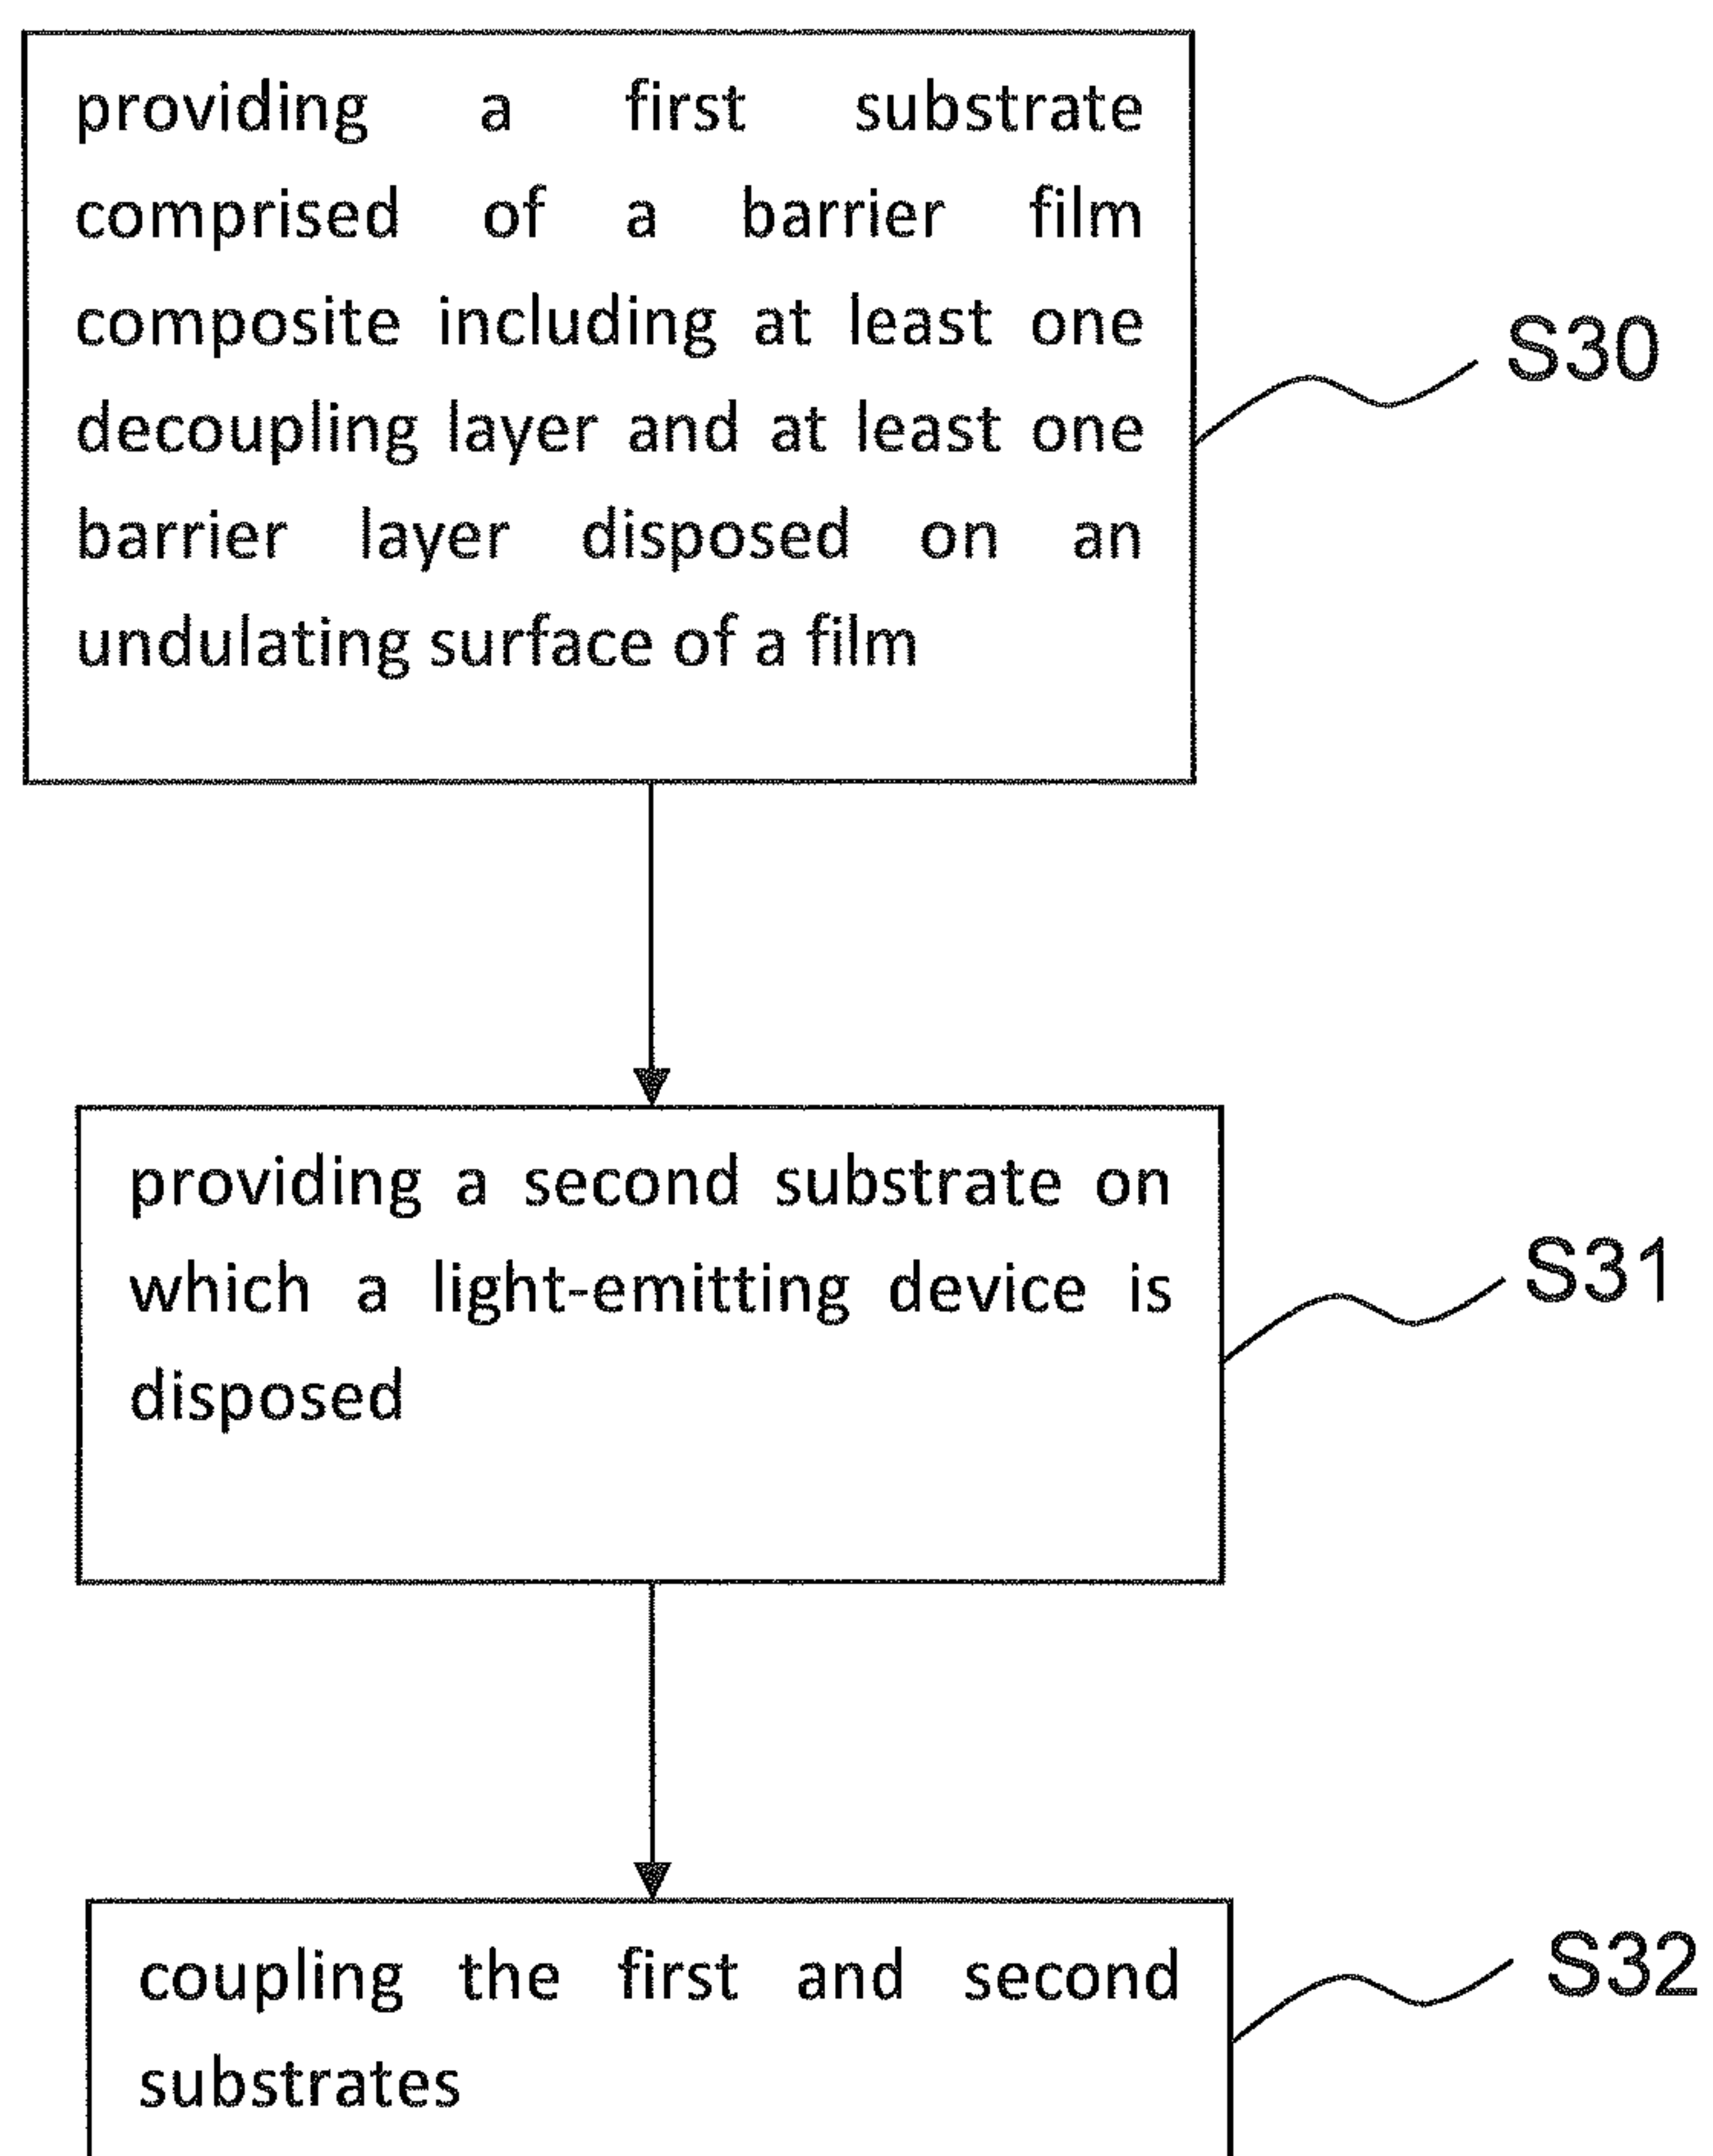 providing a first substrate
comprised of a barrier film
composite including at least one
decoupling layer and at least one
barrier layer disposed on an
undulating surface of a film
S30
providing a second substrate on
which a light-emitting device is
disposed
S31
coupling the first and second
substrates
S32